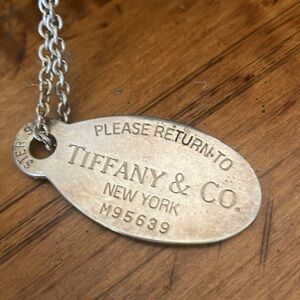 PLEASE RETURN TO
TIFFANY & CO.
NEW YORK
M95639